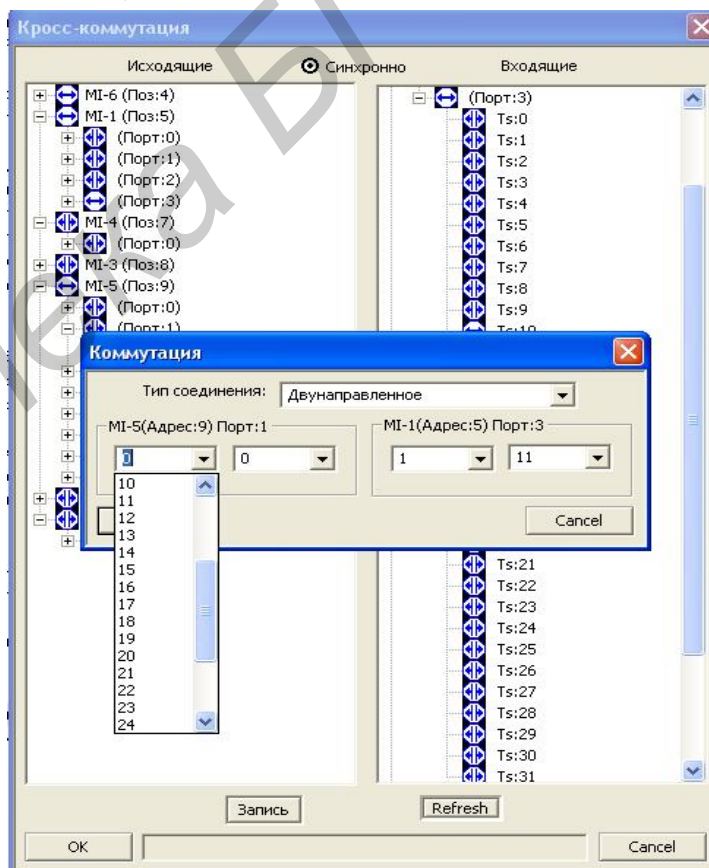 Кросс-коммутация
Исходящие Синхронно Входящие
MI-6 (Поз:4)
MI-1 (Поз:5)
(Порт:0)
(Порт:1)
(Порт:2)
(Порт:3)
MI-4 (Поз:7)
(Порт:0)
MI-3 (Поз:8)
MI-5 (Поз:9)
(Порт:0)
(Порт:1)
(Порт:3)
Ts:0
Ts:1
Ts:2
Ts:3
Ts:4
Ts:5
Ts:6
Ts:7
Ts:8
Ts:9
Ts:10
Коммутация
Тип соединения: Двунаправленное
MI-5(Адрес:9) Порт:1
MI-1(Адрес:5) Порт:3
0 0
1 11
10
11
12
13
14
15
16
17
18
19
20
21
22
23
24
Cancel
Ts:21
Ts:22
Ts:23
Ts:24
Ts:25
Ts:26
Ts:27
Ts:28
Ts:29
Ts:30
Ts:31
Запись Refresh
OK Cancel